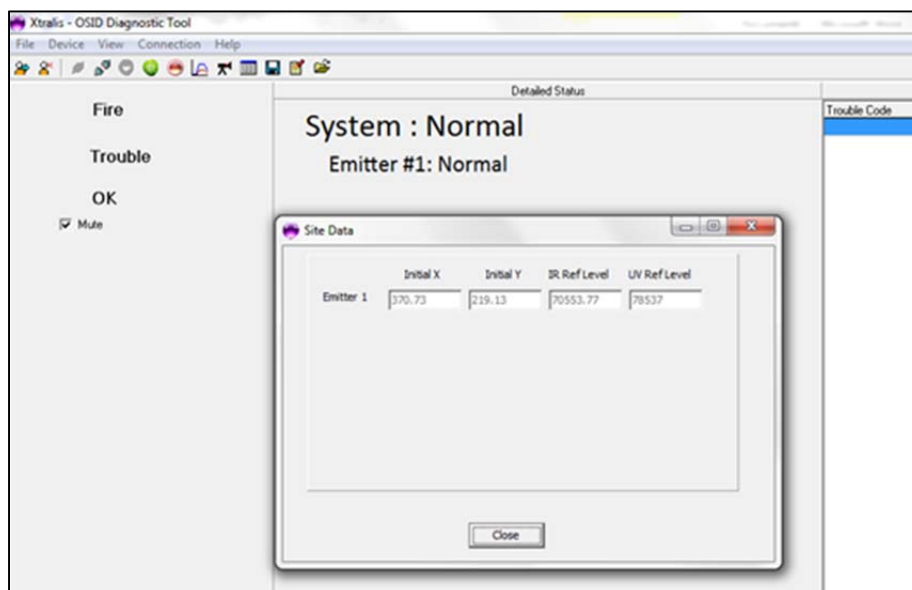 Xtralis - OSID Diagnostic Tool
File Device View Connection Help
Detailed Status
Trouble Code
Fire
Trouble
OK
Mute
System : Normal
Emitter #1: Normal
Site Data
Initial X Initial Y IR Ref Level UV Ref Level
Emitter 1 370.73 219.13 70553.77 78537
Close